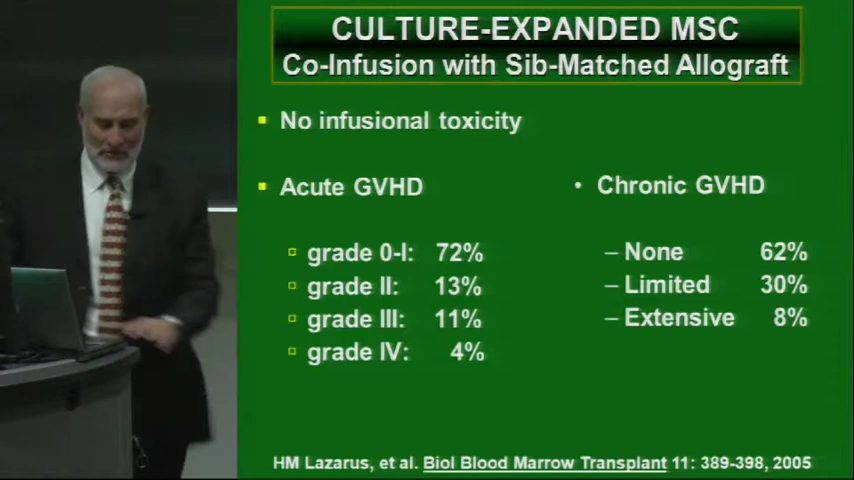 CULTURE-EXPANDED MSC
Co-Infusion with Sib-Matched Allograft
No infusional toxicity
Acute GVHD
grade 0-I: 72%
grade II: 13%
grade III: 11%
grade IV: 4%
• Chronic GVHD
– None 62%
– Limited 30%
– Extensive 8%
HM Lazarus, et al. Biol Blood Marrow Transplant 11: 389-398, 2005